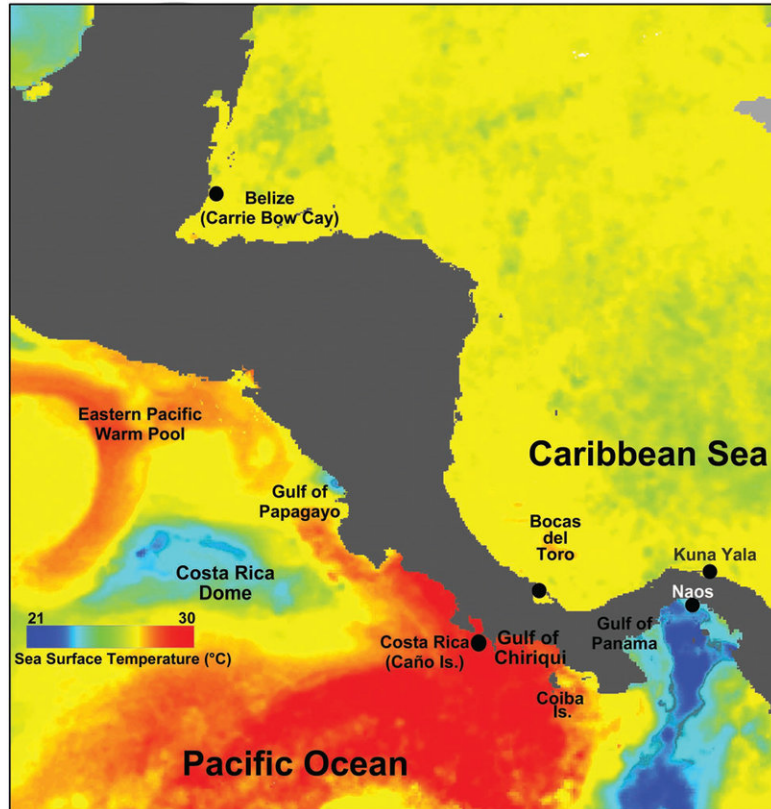 Belize
(Carrie Bow Cay)
Eastern Pacific
Warm Pool
Caribbean Sea
Gulf of
Papagayo
Bocas
del
Toro
Kuna Yala
Costa Rica
Dome
Naos
21
30
Sea Surface Temperature (°C)
Gulf of
Panama
Costa Rica
(Caño Is.)
Gulf of
Chiriqui
Coiba
Is.
Pacific Ocean